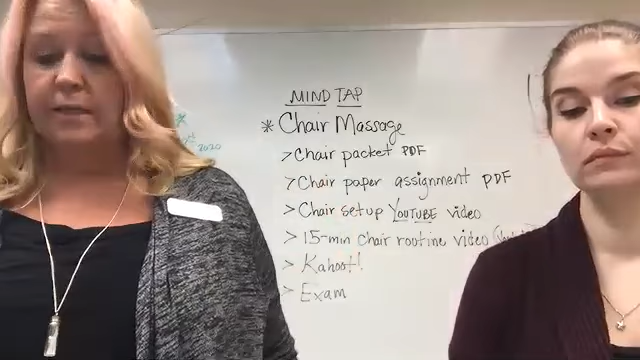 MIND TAP
* Chair Massage
> Chair packet PDF
> Chair paper assignment PDF
> Chair setup YOUTUBE video
> 15-min Chair routine video
> Kahoot!
> Exam
2020